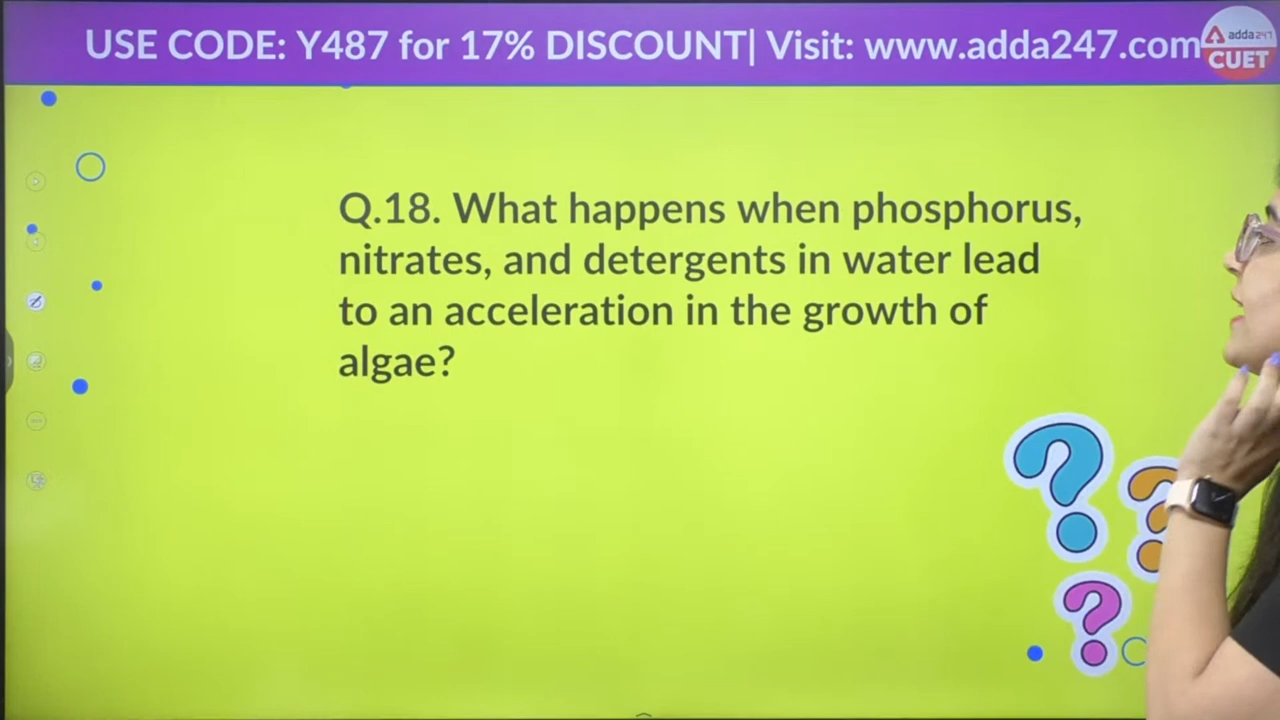 USE CODE: Y487 for 17% DISCOUNT| Visit: www.adda247.com
adda247
CUET
Q.18. What happens when phosphorus,
nitrates, and detergents in water lead
to an acceleration in the growth of
algae?